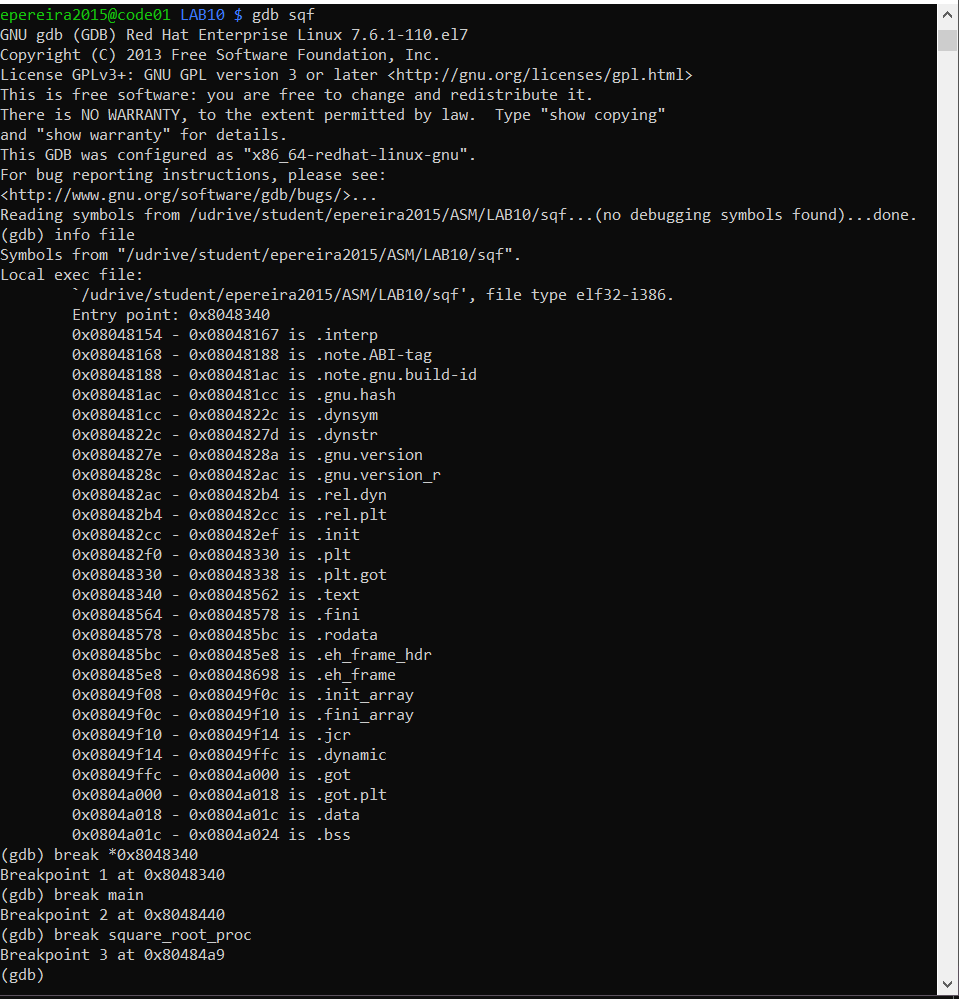 epereira2015@code01 LAB10 $ gdb sqf
GNU gdb (GDB) Red Hat Enterprise Linux 7.6.1-110.el7
Copyright (C) 2013 Free Software Foundation, Inc.
License GPLv3+: GNU GPL version 3 or later <http://gnu.org/licenses/gpl.html>
This is free software: you are free to change and redistribute it.
There is NO WARRANTY, to the extent permitted by law.  Type "show copying"
and "show warranty" for details.
This GDB was configured as "x86_64-redhat-linux-gnu".
For bug reporting instructions, please see:
<http://www.gnu.org/software/gdb/bugs/>...
Reading symbols from /udrive/student/epereira2015/ASM/LAB10/sqf...(no debugging symbols found)...done.
(gdb) info file
Symbols from "/udrive/student/epereira2015/ASM/LAB10/sqf".
Local exec file:
        `/udrive/student/epereira2015/ASM/LAB10/sqf', file type elf32-i386.
        Entry point: 0x8048340
        0x08048154 - 0x08048167 is .interp
        0x08048168 - 0x08048188 is .note.ABI-tag
        0x08048188 - 0x080481ac is .note.gnu.build-id
        0x080481ac - 0x080481cc is .gnu.hash
        0x080481cc - 0x0804822c is .dynsym
        0x0804822c - 0x0804827d is .dynstr
        0x0804827e - 0x0804828a is .gnu.version
        0x0804828c - 0x080482ac is .gnu.version_r
        0x080482ac - 0x080482b4 is .rel.dyn
        0x080482b4 - 0x080482cc is .rel.plt
        0x080482cc - 0x080482ef is .init
        0x080482f0 - 0x08048330 is .plt
        0x08048330 - 0x08048338 is .plt.got
        0x08048340 - 0x08048562 is .text
        0x08048564 - 0x08048578 is .fini
        0x08048578 - 0x080485bc is .rodata
        0x080485bc - 0x080485e8 is .eh_frame_hdr
        0x080485e8 - 0x08048698 is .eh_frame
        0x08049f08 - 0x08049f0c is .init_array
        0x08049f0c - 0x08049f10 is .fini_array
        0x08049f10 - 0x08049f14 is .jcr
        0x08049f14 - 0x08049ffc is .dynamic
        0x08049ffc - 0x0804a000 is .got
        0x0804a000 - 0x0804a018 is .got.plt
        0x0804a018 - 0x0804a01c is .data
        0x0804a01c - 0x0804a024 is .bss
(gdb) break *0x8048340
Breakpoint 1 at 0x8048340
(gdb) break main
Breakpoint 2 at 0x8048440
(gdb) break square_root_proc
Breakpoint 3 at 0x80484a9
(gdb)